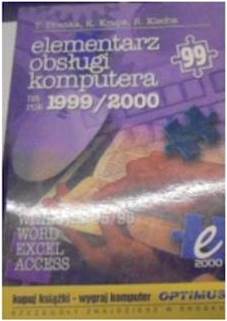 elementarz
obsługi
komputera
99
na
rok 1999/2000
WORD
EXCEL
ACCESS
e
2000
kupuj książki - wygraj komputer OPTIMUS